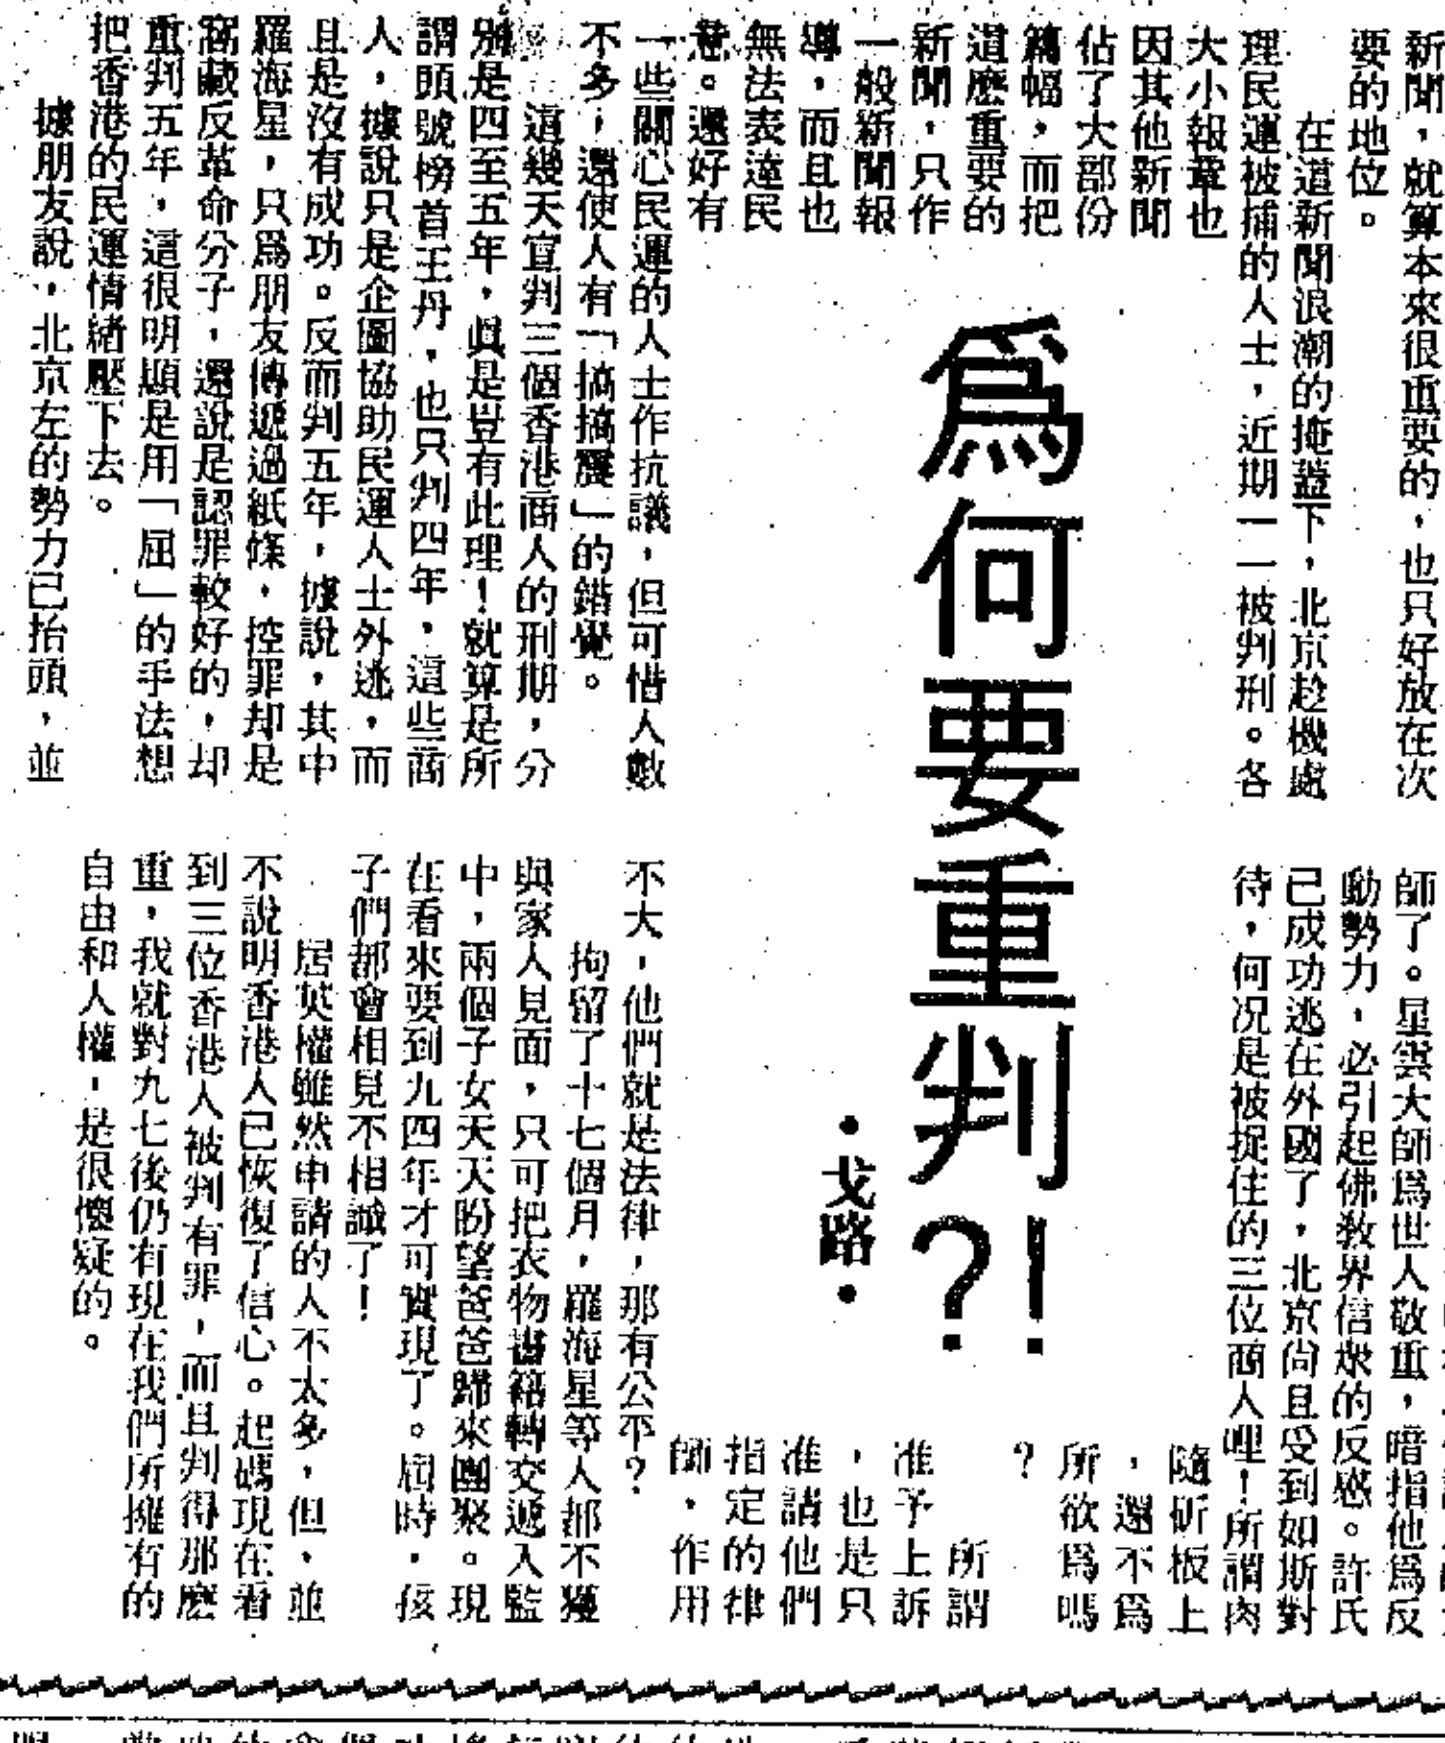 新聞，就算本來很重要的，也只好放在次
要的地位。
在這新聞浪潮的掩蓋下，北京趁機處
理民運被捕的人士，近期一一被判刑。各
大小報章也
因其他新聞
佔了大部份
篇幅，而把
這麼重要的
新聞，只作
一般新聞報
導，而且也
無法表達民
意。還好有
一些關心民運的人士作抗議，但可惜人數
不多，還使人有「搞搞震」的錯覺。
這幾天宣判三個香港商人的刑期，分
別是四至五年，真是豈有此理！就算是所
謂頭號榜首王丹，也只判四年，這些商
人，據說只是企圖協助民運人士外逃，而
且是沒有成功。反而判五年，據說，其中
羅海星，只爲朋友傳遞過紙條，控罪却是
窩藏反革命分子，還說是認罪較好的，却
重判五年，這很明顯是用「屈」的手法想
把香港的民運情緒壓下去。
據朋友說，北京左的勢力已抬頭，並
爲何要重判？！
・戈路・
師了。星雲大師爲世人敬重，暗指他爲反
動勢力，必引起佛教界信衆的反感。許氏
已成功逃在外國了，北京尚且受到如斯對
待，何況是被捉住的三位商人哩！所謂肉
隨斫板上
，還不爲
所欲爲嗎
？
所謂
准予上訴
，也是只
准請他們
指定的律
師，作用
不大，他們就是法律，那有公平？
拘留了十七個月，羅海星等人都不獲
與家人見面，只可把衣物書籍轉交遞入監
中，兩個子女天天盼望爸爸歸來團聚。現
在看來要到九四年才可實現了。屆時，孩
子們都會相見不相識了！
居英權雖然申請的人不太多，但，並
不說明香港人已恢復了信心。起碼現在看
到三位香港人被判有罪，而且判得那麽
重，我就對九七後仍有現在我們所擁有的
自由和人權，是很懷疑的。